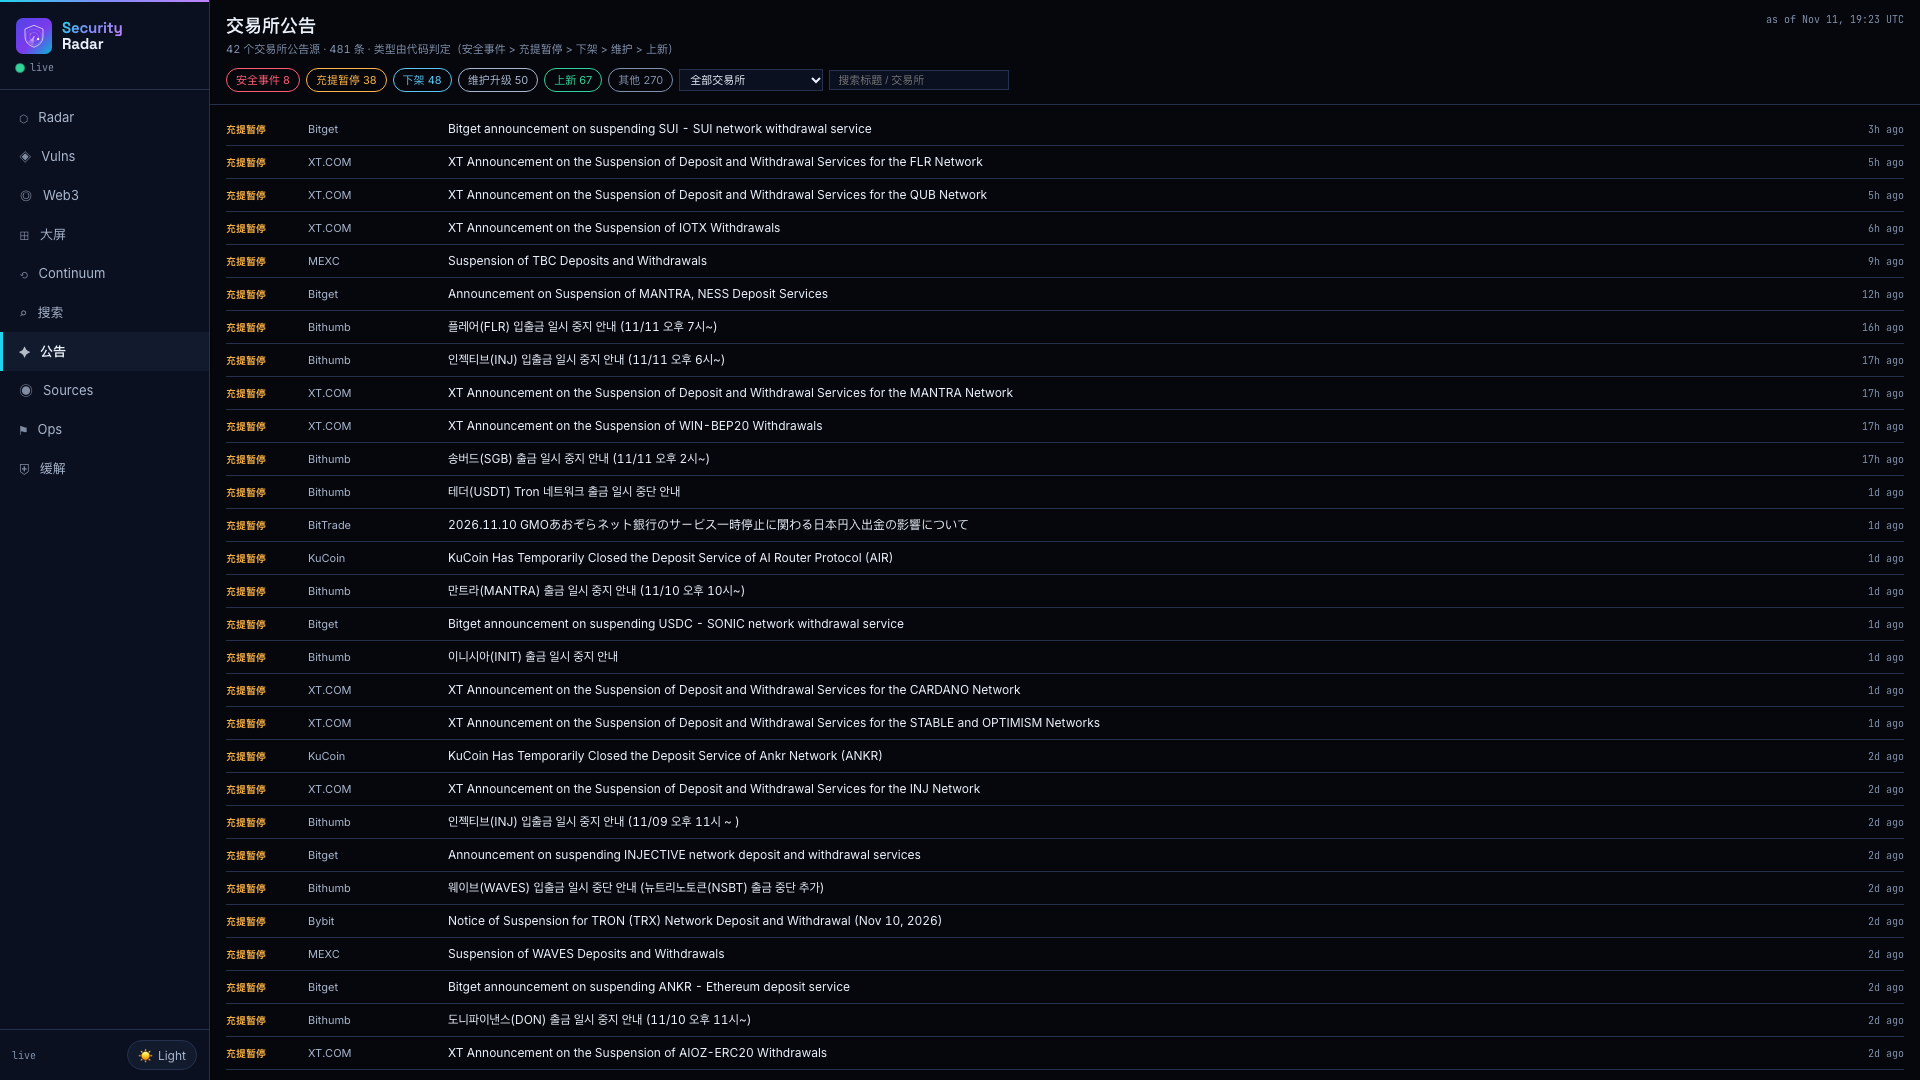 Security
Radar
live
Radar
Vulns
Web3
大屏
Continuum
搜索
公告
Sources
Ops
缓解
live
☀️ Light
交易所公告
as of Nov 11, 19:23 UTC
42 个交易所公告源 · 481 条 · 类型由代码判定（安全事件 > 充提暂停 > 下架 > 维护 > 上新）
安全事件 8 充提暂停 38 下架 48 维护升级 50 上新 67 其他 270 全部交易所 搜索标题 / 交易所
充提暂停 Bitget Bitget announcement on suspending SUI - SUI network withdrawal service 3h ago
充提暂停 XT.COM XT Announcement on the Suspension of Deposit and Withdrawal Services for the FLR Network 5h ago
充提暂停 XT.COM XT Announcement on the Suspension of Deposit and Withdrawal Services for the QUB Network 5h ago
充提暂停 XT.COM XT Announcement on the Suspension of IOTX Withdrawals 6h ago
充提暂停 MEXC Suspension of TBC Deposits and Withdrawals 9h ago
充提暂停 Bitget Announcement on Suspension of MANTRA, NESS Deposit Services 12h ago
充提暂停 Bithumb 플레어(FLR) 입출금 일시 중지 안내 (11/11 오후 7시~) 16h ago
充提暂停 Bithumb 인젝티브(INJ) 입출금 일시 중지 안내 (11/11 오후 6시~) 17h ago
充提暂停 XT.COM XT Announcement on the Suspension of Deposit and Withdrawal Services for the MANTRA Network 17h ago
充提暂停 XT.COM XT Announcement on the Suspension of WIN-BEP20 Withdrawals 17h ago
充提暂停 Bithumb 송버드(SGB) 출금 일시 중지 안내 (11/11 오후 2시~) 17h ago
充提暂停 Bithumb 테더(USDT) Tron 네트워크 출금 일시 중단 안내 1d ago
充提暂停 BitTrade 2026.11.10 GMOあおぞらネット銀行のサービス一時停止に関わる日本円入出金の影響について 1d ago
充提暂停 KuCoin KuCoin Has Temporarily Closed the Deposit Service of AI Router Protocol (AIR) 1d ago
充提暂停 Bithumb 만트라(MANTRA) 출금 일시 중지 안내 (11/10 오후 10시~) 1d ago
充提暂停 Bitget Bitget announcement on suspending USDC - SONIC network withdrawal service 1d ago
充提暂停 Bithumb 이니시아(INIT) 출금 일시 중지 안내 1d ago
充提暂停 XT.COM XT Announcement on the Suspension of Deposit and Withdrawal Services for the CARDANO Network 1d ago
充提暂停 XT.COM XT Announcement on the Suspension of Deposit and Withdrawal Services for the STABLE and OPTIMISM Networks 1d ago
充提暂停 KuCoin KuCoin Has Temporarily Closed the Deposit Service of Ankr Network (ANKR) 2d ago
充提暂停 XT.COM XT Announcement on the Suspension of Deposit and Withdrawal Services for the INJ Network 2d ago
充提暂停 Bithumb 인젝티브(INJ) 입출금 일시 중지 안내 (11/09 오후 11시 ~ ) 2d ago
充提暂停 Bitget Announcement on suspending INJECTIVE network deposit and withdrawal services 2d ago
充提暂停 Bithumb 웨이브(WAVES) 입출금 일시 중단 안내 (뉴트리노토큰(NSBT) 출금 중단 추가) 2d ago
充提暂停 Bybit Notice of Suspension for TRON (TRX) Network Deposit and Withdrawal (Nov 10, 2026) 2d ago
充提暂停 MEXC Suspension of WAVES Deposits and Withdrawals 2d ago
充提暂停 Bitget Bitget announcement on suspending ANKR - Ethereum deposit service 2d ago
充提暂停 Bithumb 도니파이낸스(DON) 출금 일시 중지 안내 (11/10 오후 11시~) 2d ago
充提暂停 XT.COM XT Announcement on the Suspension of AIOZ-ERC20 Withdrawals 2d ago